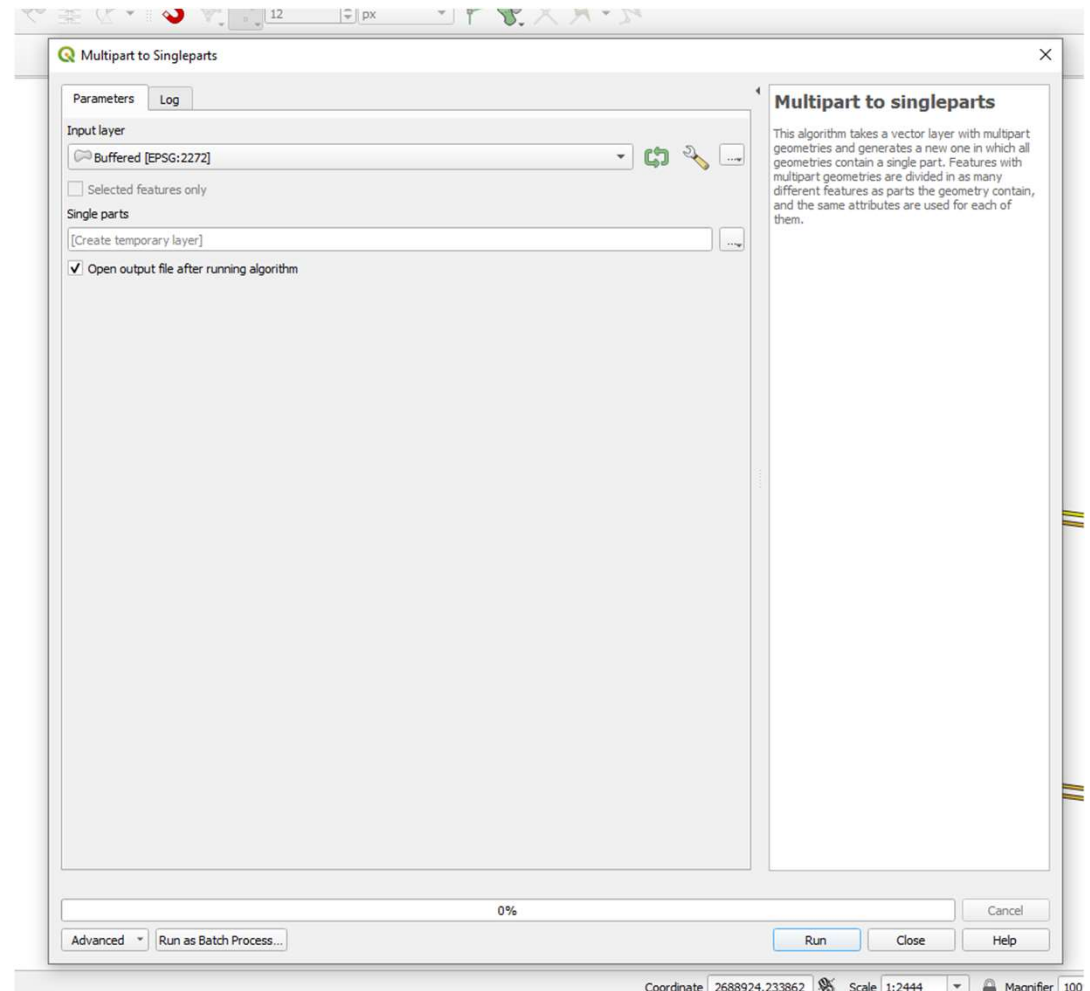 12
px
Multipart to Singleparts
Parameters
Log
Input layer
Buffered [EPSG:2272]
Selected features only
Single parts
[Create temporary layer]
Open output file after running algorithm
Multipart to singleparts
This algorithm takes a vector layer with multipart
geometries and generates a new one in which all
geometries contain a single part. Features with
multipart geometries are divided in as many
different features as parts the geometry contain,
and the same attributes are used for each of
them.
0%
Cancel
Advanced
Run as Batch Process...
Run
Close
Help
Coordinate 2688924,233862 Scale 1:2444 Magnifier 100